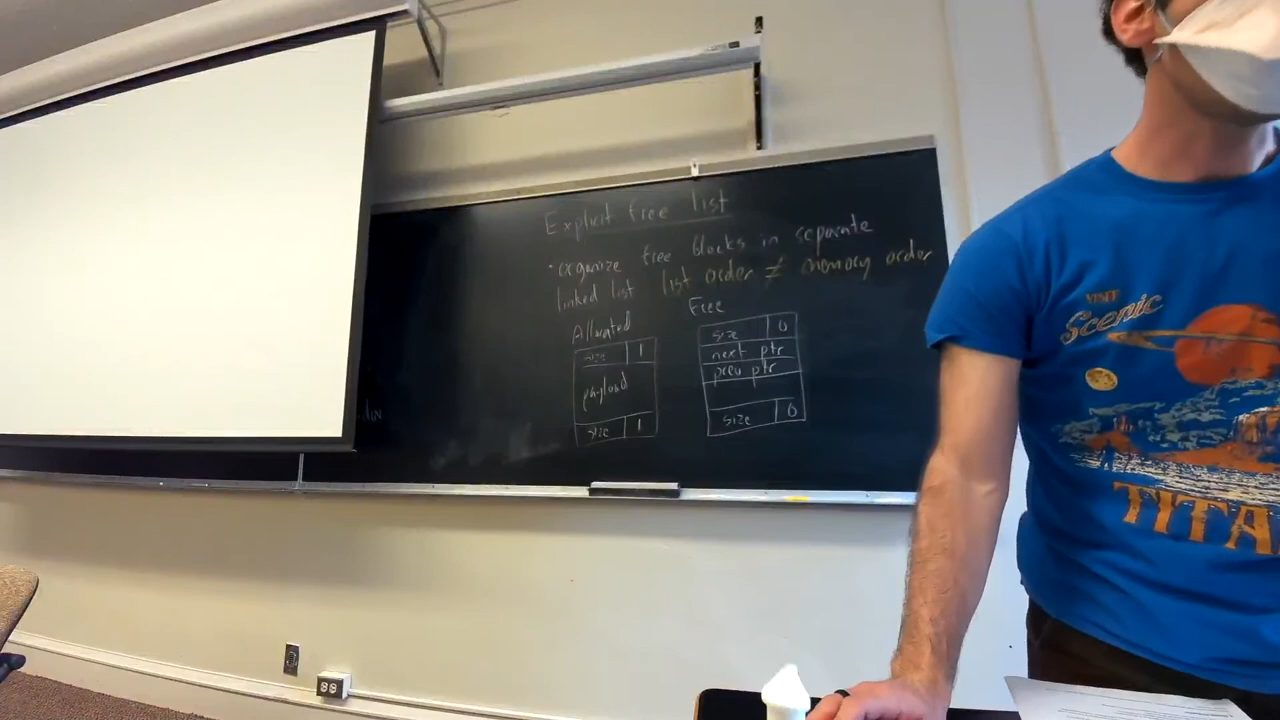 Explicit free list
• organize free blocks in separate
linked list list order ≠ memory order
Allocated
size 1
payload
size 1
Free
size 0
next ptr
prev ptr
size 0
VISIT
Scenic
TITA